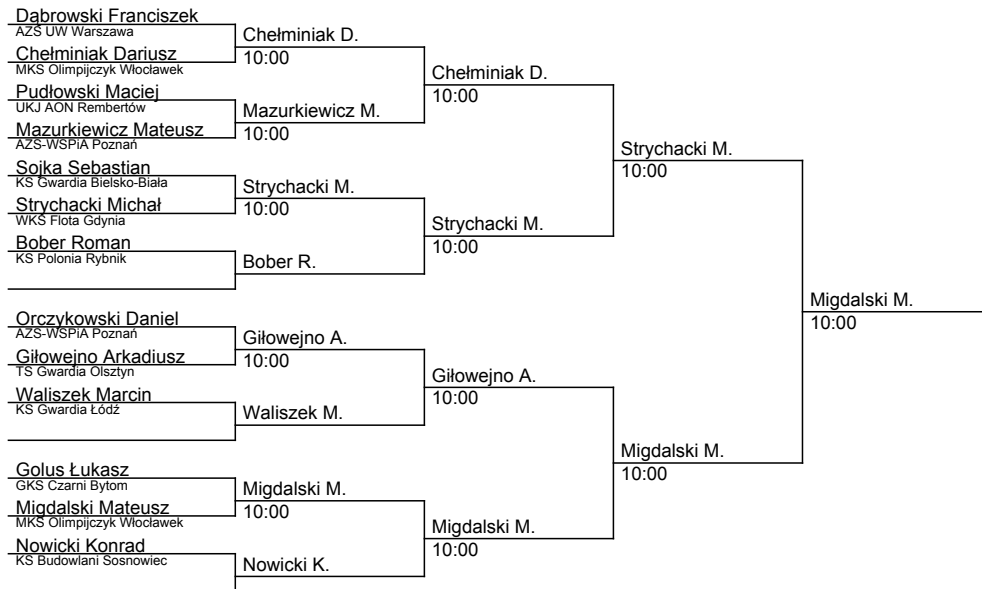 Dąbrowski Franciszek
AZS UW Warszawa
Chełminiak Dariusz
MKS Olimpijczyk Włocławek
Pudłowski Maciej
UKJ AON Rembertów
Mazurkiewicz Mateusz
AZS-WSPiA Poznań
Sojka Sebastian
KS Gwardia Bielsko-Biała
Strychacki Michał
WKS Flota Gdynia
Bober Roman
KS Polonia Rybnik
Orczykowski Daniel
AZS-WSPiA Poznań
Giłowejno Arkadiusz
TS Gwardia Olsztyn
Waliszek Marcin
KS Gwardia Łódź
Golus Łukasz
GKS Czarni Bytom
Migdalski Mateusz
MKS Olimpijczyk Włocławek
Nowicki Konrad
KS Budowlani Sosnowiec
Chełminiak D.
10:00
Mazurkiewicz M.
10:00
Strychacki M.
10:00
Bober R.
Giłowejno A.
10:00
Waliszek M.
Migdalski M.
10:00
Nowicki K.
Chełminiak D.
10:00
Strychacki M.
10:00
Giłowejno A.
10:00
Migdalski M.
10:00
Strychacki M.
10:00
Migdalski M.
10:00
Migdalski M.
10:00